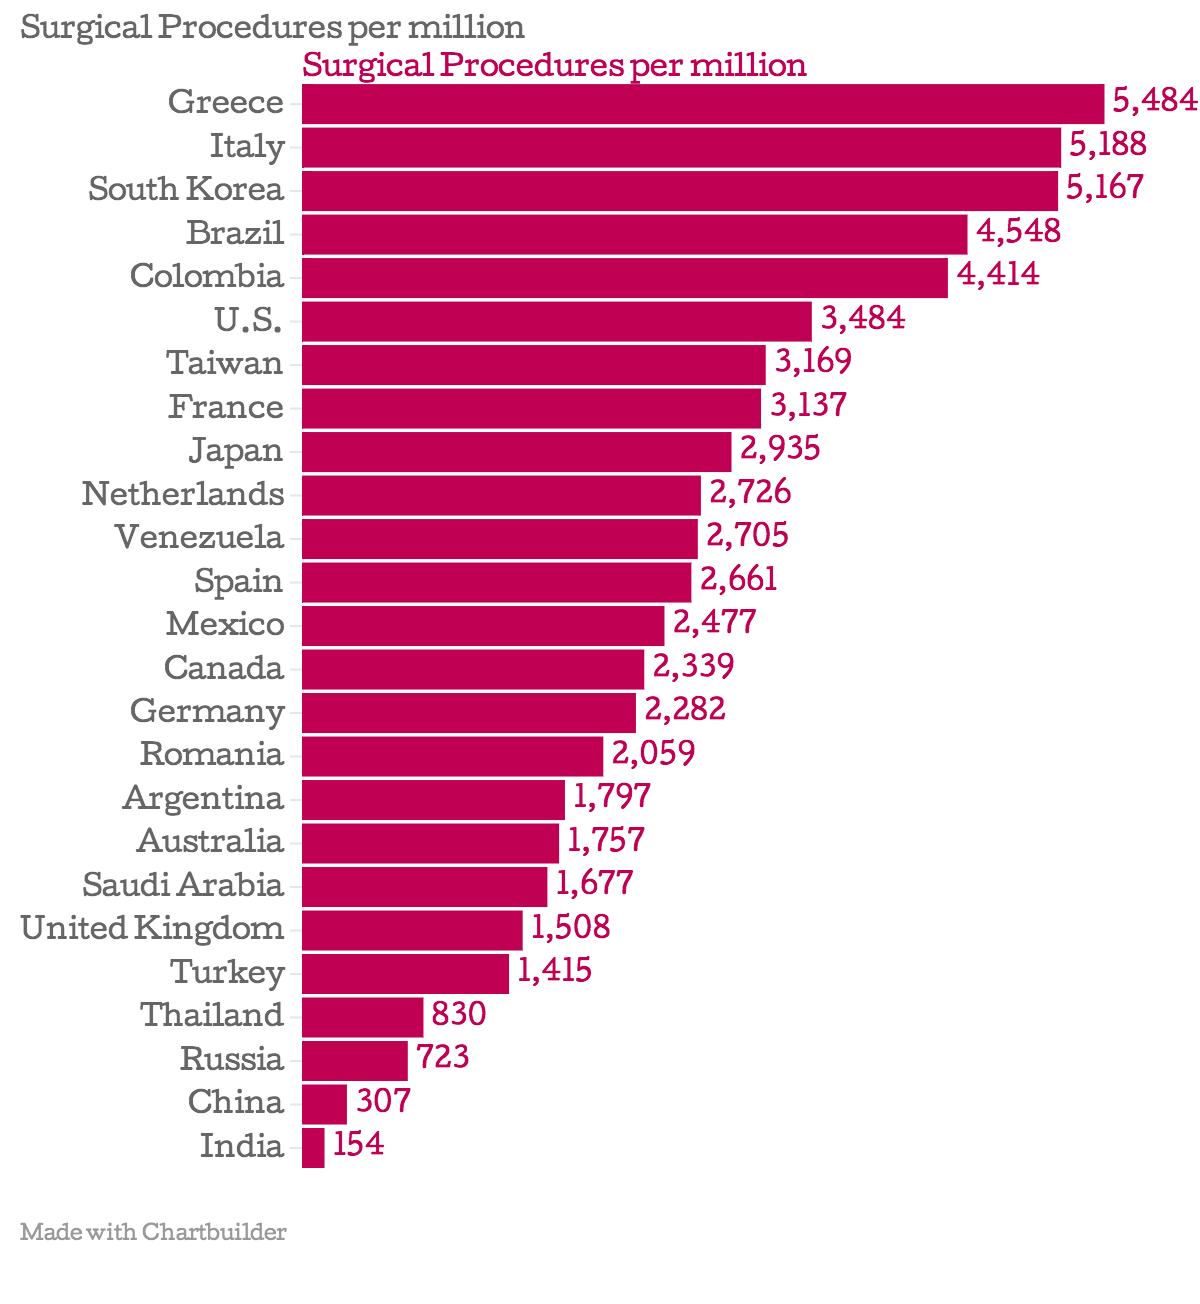 Surgical Procedures per million
Surgical Procedures per million
Greece 5,484
Italy 5,188
South Korea 5,167
Brazil 4,548
Colombia 4,414
U.S. 3,484
Taiwan 3,169
France 3,137
Japan 2,935
Netherlands 2,726
Venezuela 2,705
Spain 2,661
Mexico 2,477
Canada 2,339
Germany 2,282
Romania 2,059
Argentina 1,797
Australia 1,757
Saudi Arabia 1,677
United Kingdom 1,508
Turkey 1,415
Thailand 830
Russia 723
China 307
India 154
Made with Chartbuilder